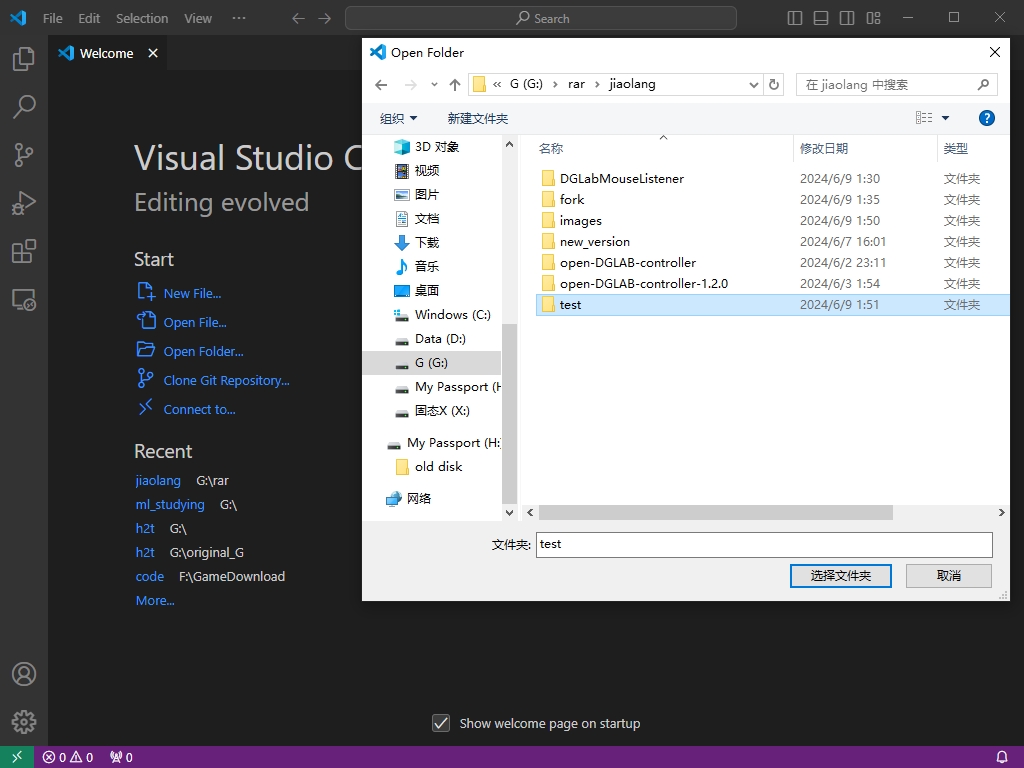 File Edit Selection View ··· Search
Welcome
Visual Studio C
Editing evolved
Start
New File...
Open File...
Open Folder...
Clone Git Repository...
Connect to...
Recent
jiaolang G:\rar
ml_studying G:\
h2t G:\
h2t G:\original_G
code F:\GameDownload
More...
Show welcome page on startup
0 0 0
Open Folder
« G (G:) › rar › jiaolang
在 jiaolang 中搜索
组织 新建文件夹
3D 对象
视频
图片
文档
下载
音乐
桌面
Windows (C:)
Data (D:)
G (G:)
My Passport (H
固态X (X:)
My Passport (H:
old disk
网络
名称 修改日期 类型
DGLabMouseListener 2024/6/9 1:30 文件夹
fork 2024/6/9 1:35 文件夹
images 2024/6/9 1:50 文件夹
new_version 2024/6/7 16:01 文件夹
open-DGLAB-controller 2024/6/2 23:11 文件夹
open-DGLAB-controller-1.2.0 2024/6/3 1:54 文件夹
test 2024/6/9 1:51 文件夹
文件夹: test
选择文件夹 取消